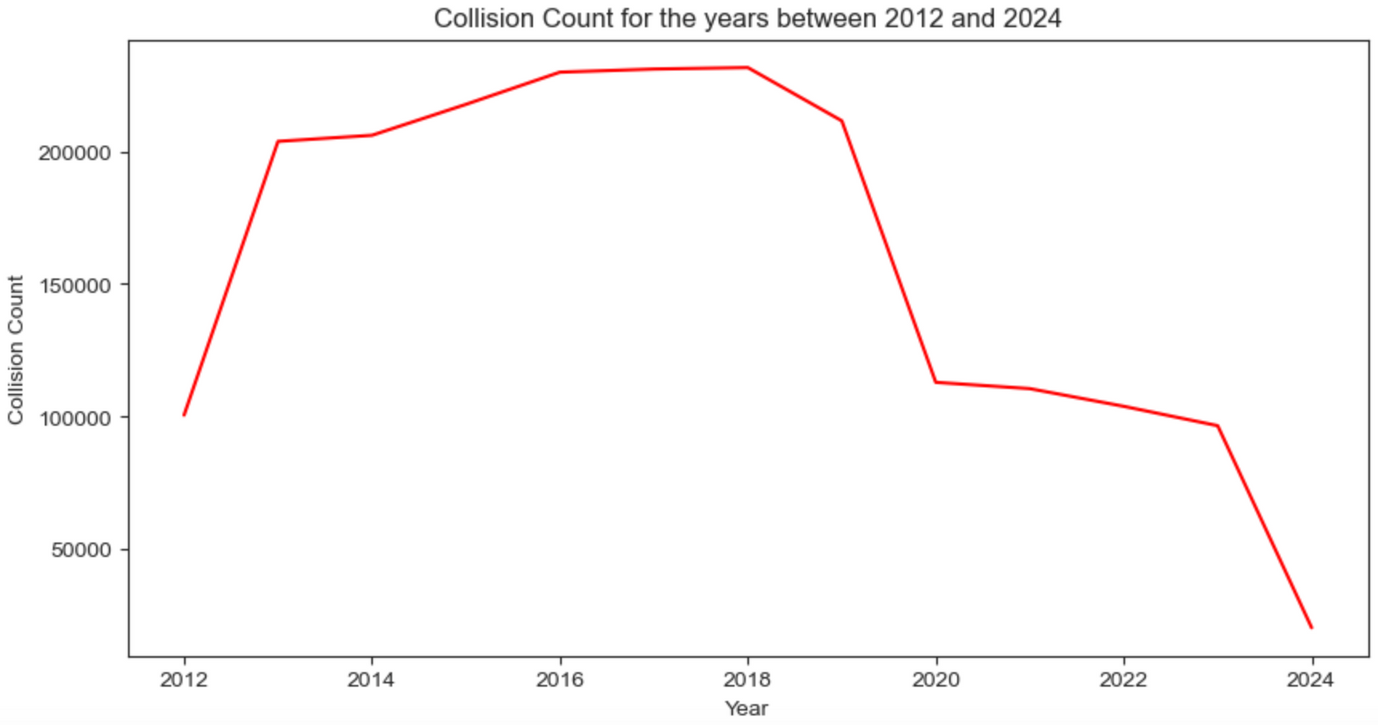 Collision Count for the years between 2012 and 2024
200000
150000
100000
50000
Collision Count
2012 2014 2016 2018 2020 2022 2024
Year